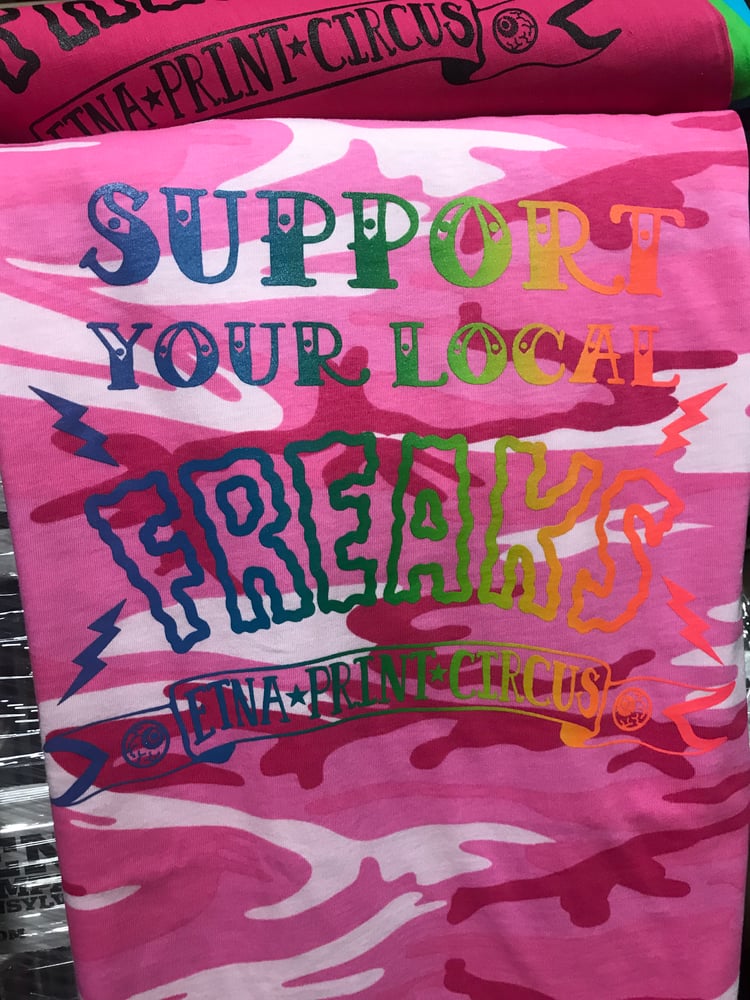 ETNA★PRINT★CIRCUS
SUPPORT
YOUR LOCAL
FREAKS
ETNA★PRINT★CIRCUS